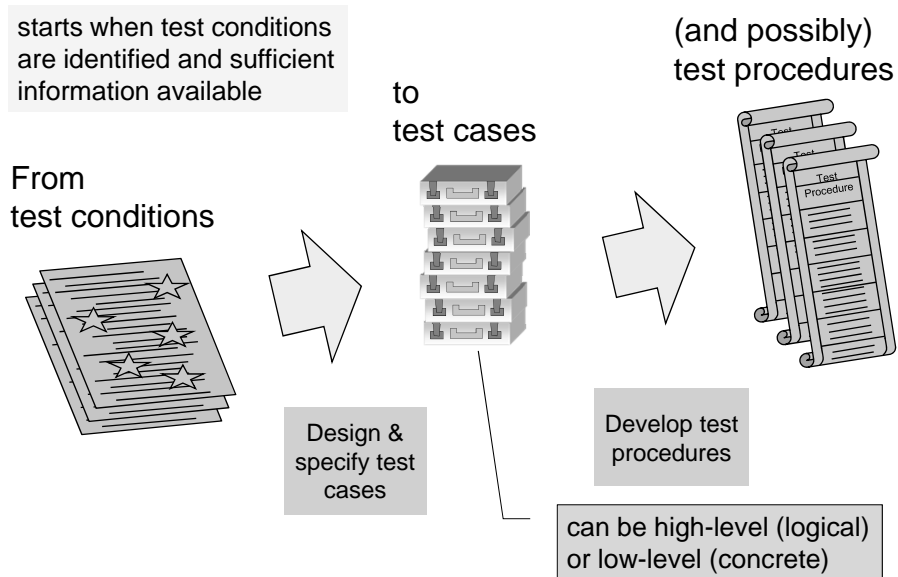 starts when test conditions
are identified and sufficient
information available
(and possibly)
test procedures
to
test cases
From
test conditions
Test
Test
Test
Procedure
Design &
specify test
cases
Develop test
procedures
can be high-level (logical)
or low-level (concrete)